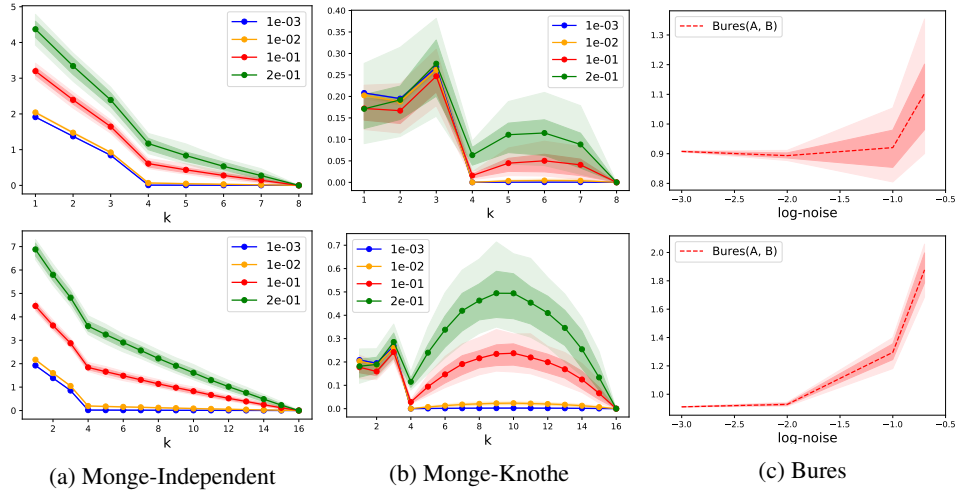 5
4
3
2
1
0
1 2 3 4 5 6 7 8
k
1e-03
1e-02
1e-01
2e-01
0.40
0.35
0.30
0.25
0.20
0.15
0.10
0.05
0.00
1 2 3 4 5 6 7 8
k
1e-03
1e-02
1e-01
2e-01
1.3
1.2
1.1
1.0
0.9
0.8
−3.0 −2.5 −2.0 −1.5 −1.0 −0.5
log-noise
Bures(A, B)
7
6
5
4
3
2
1
0
2 4 6 8 10 12 14 16
k
1e-03
1e-02
1e-01
2e-01
0.7
0.6
0.5
0.4
0.3
0.2
0.1
0.0
2 4 6 8 10 12 14 16
k
1e-03
1e-02
1e-01
2e-01
2.0
1.8
1.6
1.4
1.2
1.0
−3.0 −2.5 −2.0 −1.5 −1.0 −0.5
log-noise
Bures(A, B)
(a) Monge-Independent
(b) Monge-Knothe
(c) Bures